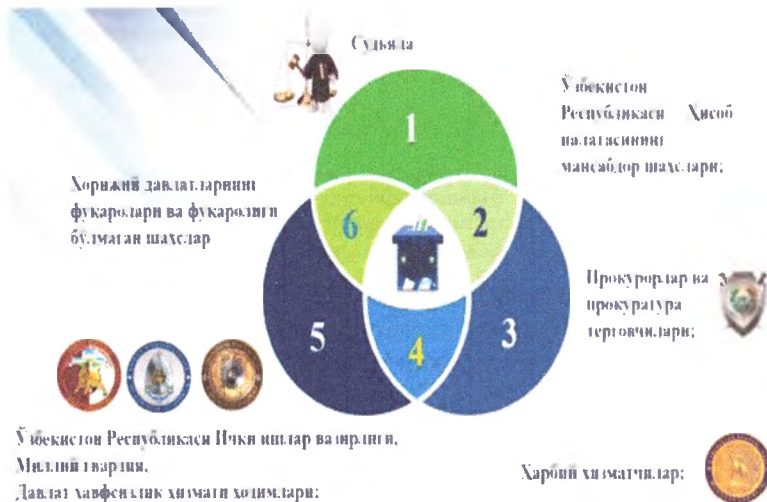 Судьяла
1
Ўзбекистон
Республикаси Ҳисоб
палатасининг
мансабдор шахслари;
Хорижий давлатларнинг
фуқаролари ва фуқаролиги
бўлмаган шахслар
6
2
Прокурорлар ва
прокуратура
терговчилари;
5
4
3
Ўзбекистон Республикаси Ички ишлар вазирлиги,
Миллий гвардия,
Давлат хавфсизлик хизмати ходимлари;
Ҳарбий хизматчилар;